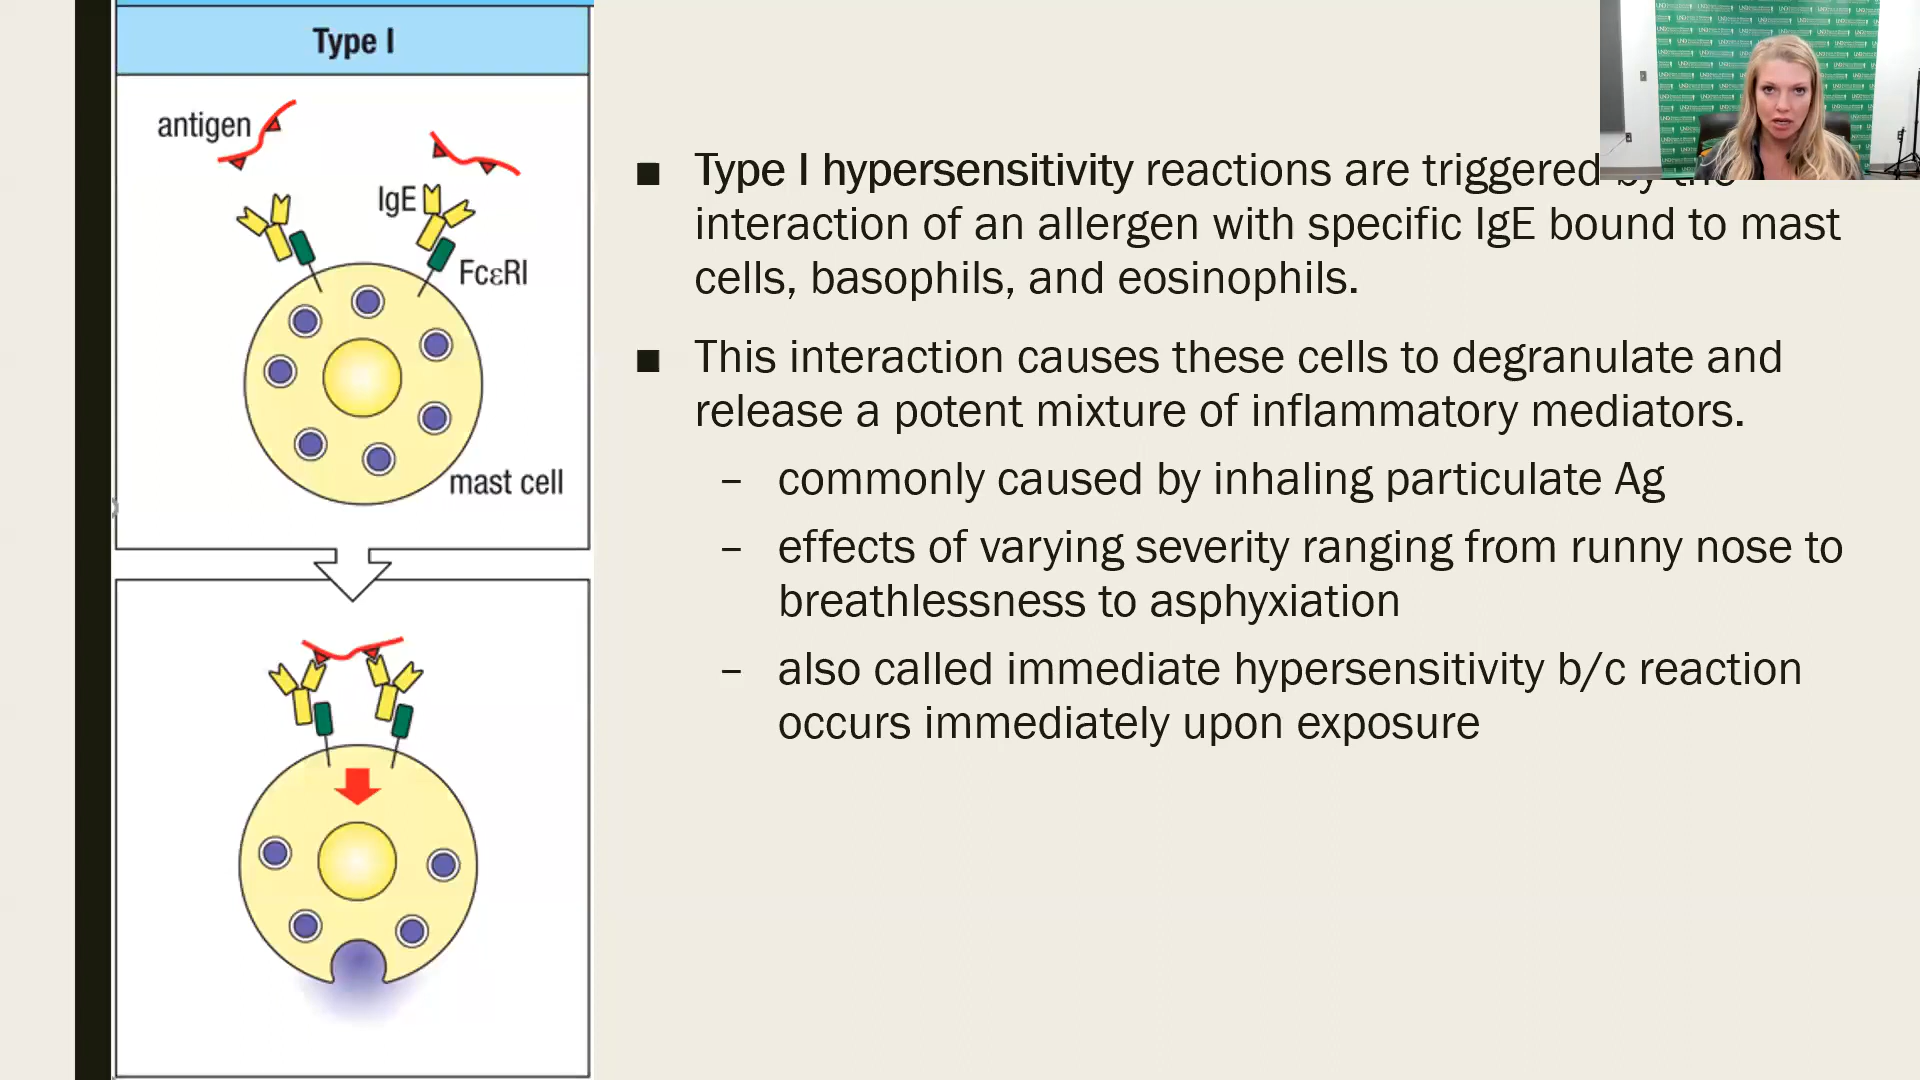 Type I
antigen
IgE
FcεRI
mast cell
■ Type I hypersensitivity reactions are triggered by the
interaction of an allergen with specific IgE bound to mast
cells, basophils, and eosinophils.
■ This interaction causes these cells to degranulate and
release a potent mixture of inflammatory mediators.
– commonly caused by inhaling particulate Ag
– effects of varying severity ranging from runny nose to
breathlessness to asphyxiation
– also called immediate hypersensitivity b/c reaction
occurs immediately upon exposure